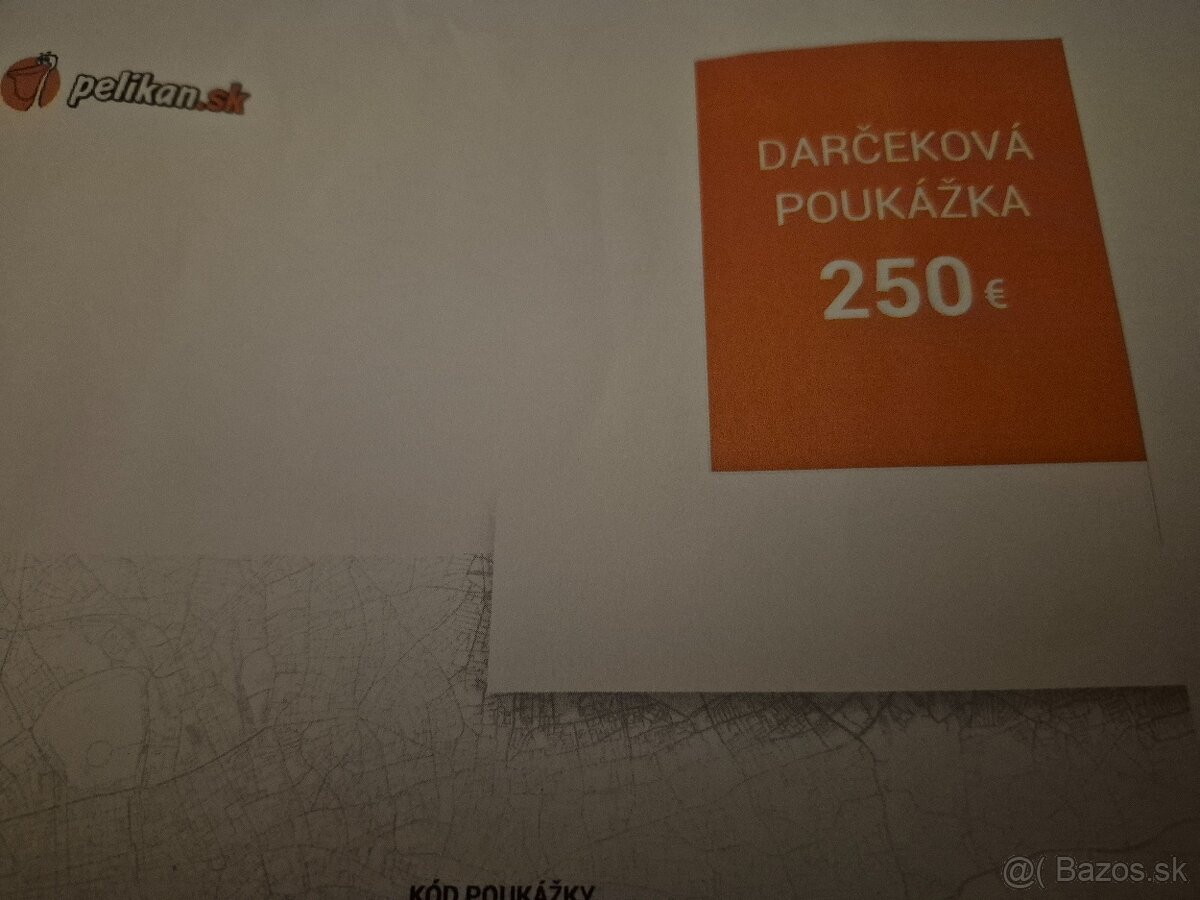 pelikan.sk
DARČEKOVÁ
POUKÁŽKA
250 €
KÓD POUKÁŽKY
@( Bazos.sk